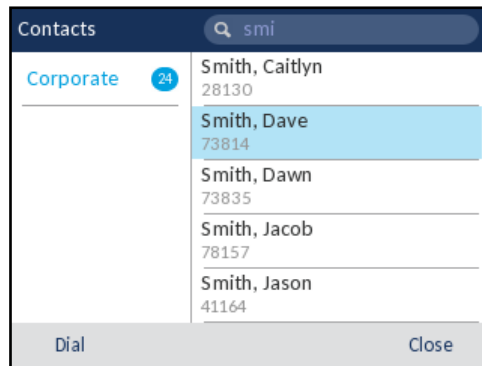 Contacts
smi
Corporate 24
Smith, Caitlyn
28130
Smith, Dave
73814
Smith, Dawn
73835
Smith, Jacob
78157
Smith, Jason
41164
Dial Close